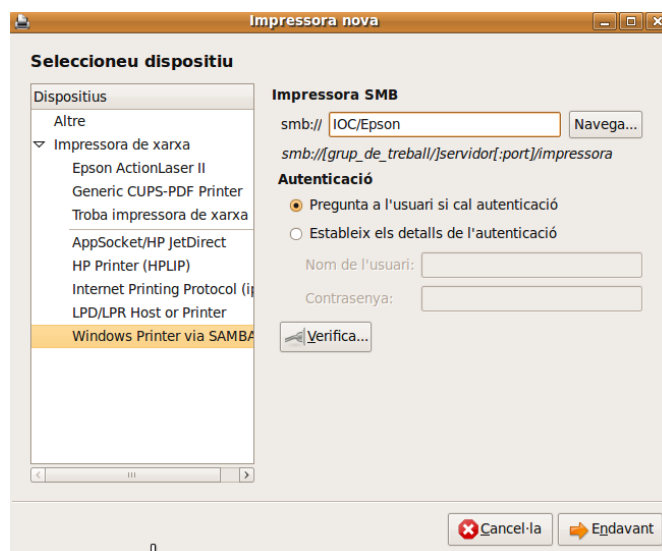 Impressora nova
Seleccioneu dispositiu
Dispositius
Altre
Impressora de xarxa
Epson ActionLaser II
Generic CUPS-PDF Printer
Troba impressora de xarxa
AppSocket/HP JetDirect
HP Printer (HPLIP)
Internet Printing Protocol (ip
LPD/LPR Host or Printer
Windows Printer via SAMBA
Impressora SMB
smb:// IOC/Epson Navega...
smb://[grup_de_treball/]servidor[:port]/impressora
Autenticació
Pregunta a l'usuari si cal autenticació
Estableix els detalls de l'autenticació
Nom de l'usuari:
Contrasenya:
Verifica...
Cancel·la Endavant